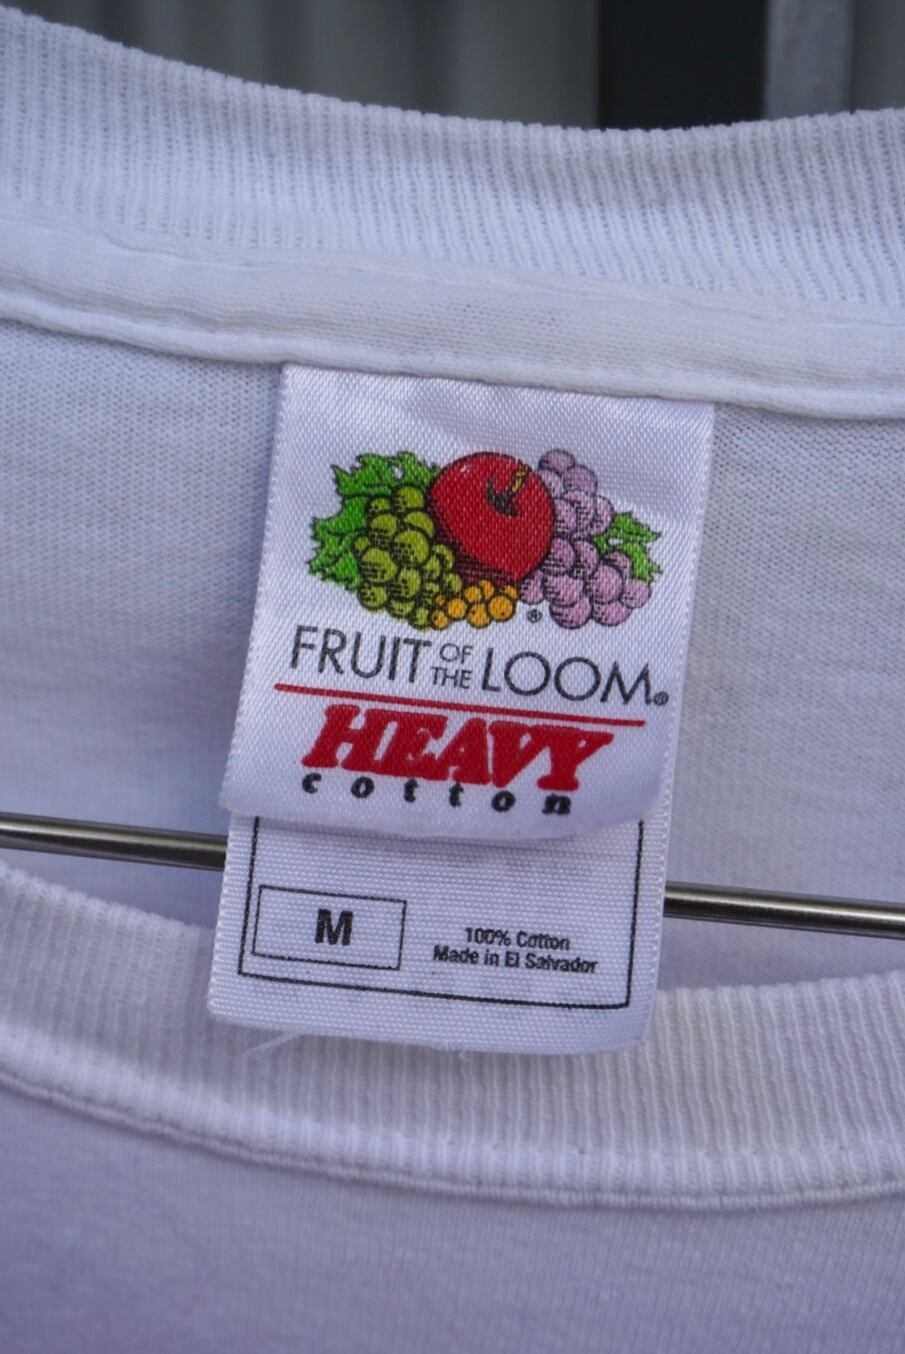 ®
FRUIT OF THE LOOM®
HEAVY
cotton
M
100% Cotton
Made in El Salvador